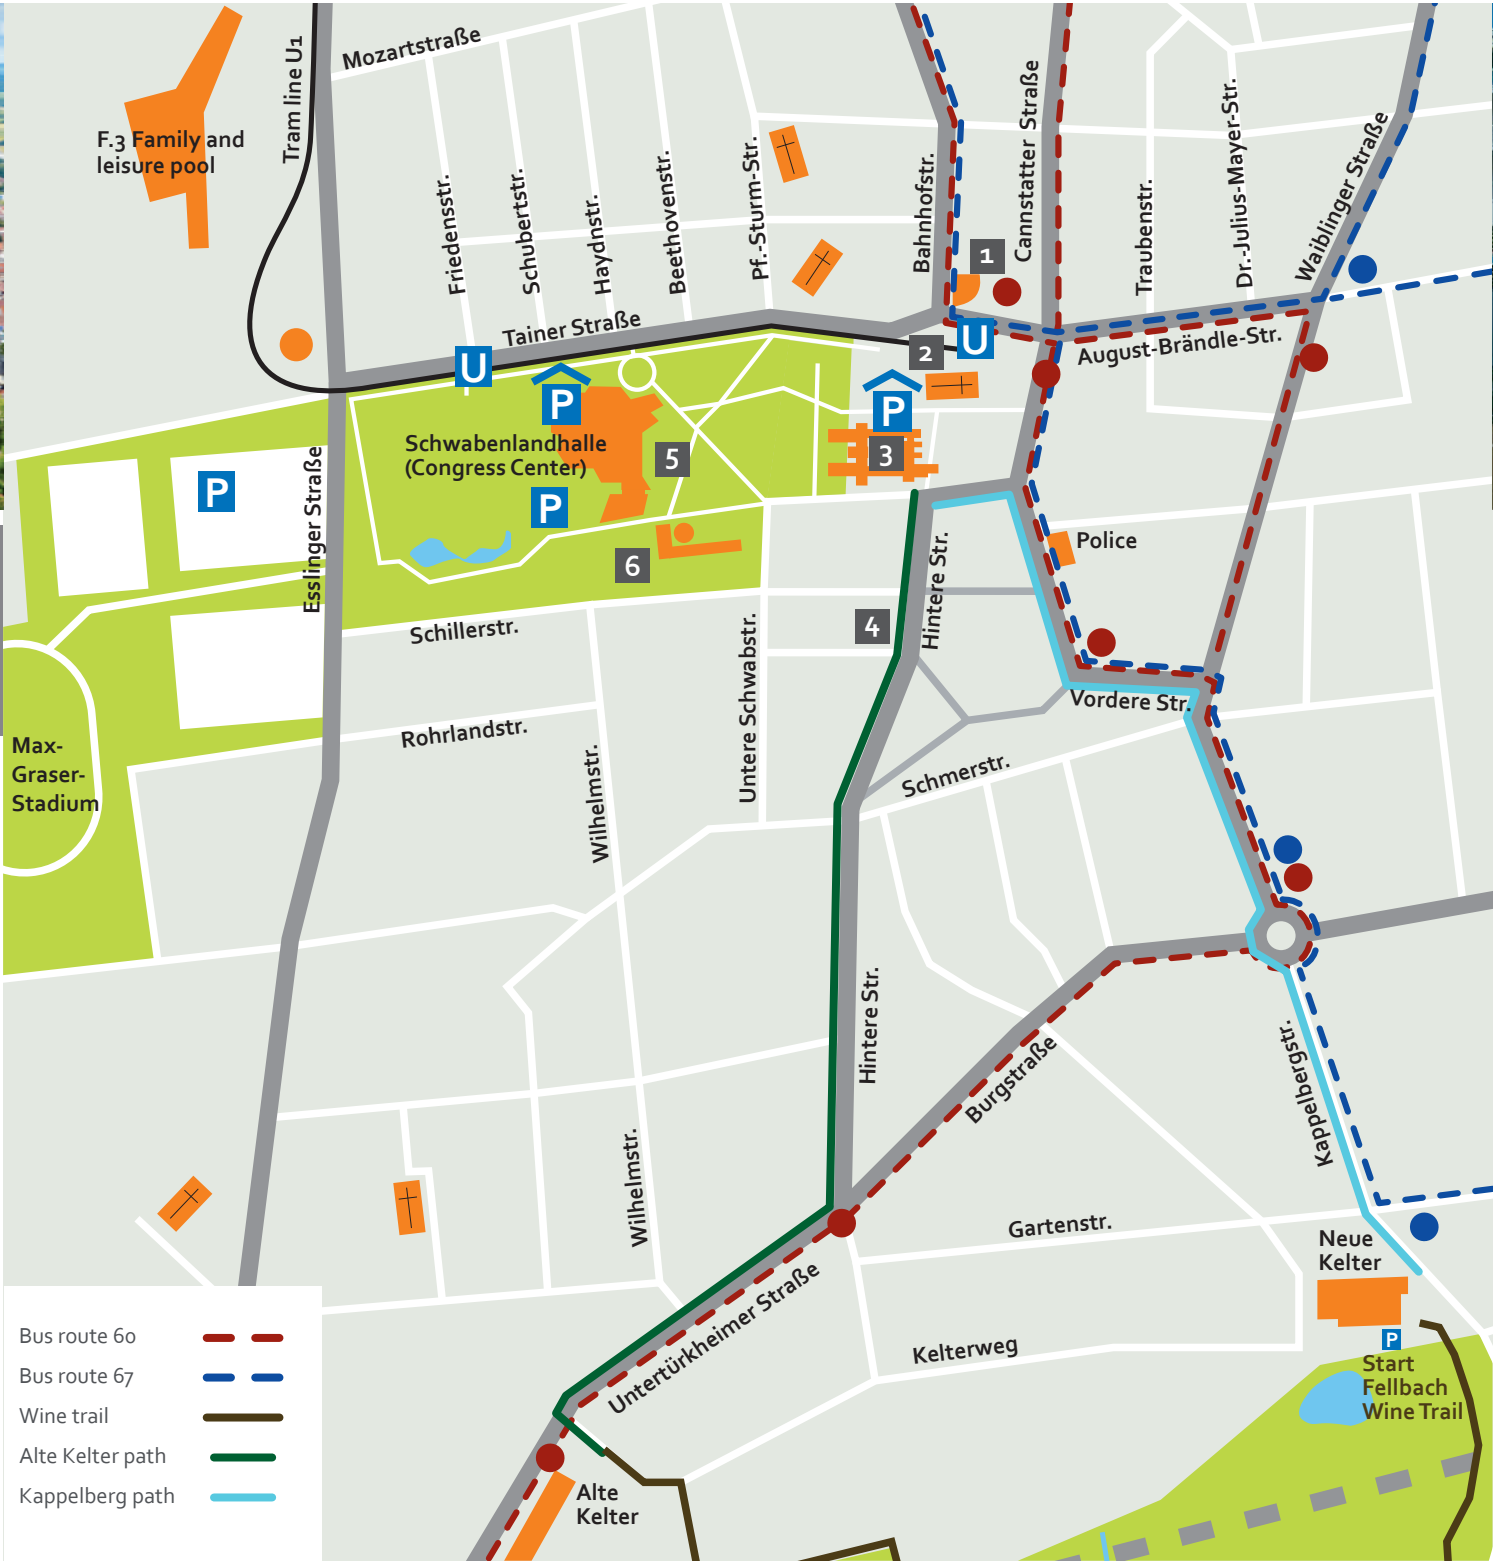 Mozartstraße
Tram line U1
F.3 Family and
leisure pool
Friedensstr.
Schubertstr.
Haydnstr.
Beethovenstr.
Pf.-Sturm-Str.
Bahnhofstr.
Cannstatter Straße
Traubenstr.
Dr.-Julius-Mayer-Str.
Waiblinger Straße
1
Tainer Straße
U
U
2
August-Brändle-Str.
P
P
Schwabenlandhalle
(Congress Center)
5
3
P
P
Esslinger Straße
6
Police
Hintere Str.
4
Schillerstr.
Untere Schwabstr.
Vordere Str.
Rohrlandstr.
Max-
Graser-
Stadium
Wilhelmstr.
Schmerstr.
Hintere Str.
Burgstraße
Kappelbergstr.
Wilhelmstr.
Gartenstr.
Neue
Kelter
P
Untertürkheimer Straße
Kelterweg
Start
Fellbach
Wine Trail
Alte
Kelter
Bus route 60
Bus route 67
Wine trail
Alte Kelter path
Kappelberg path